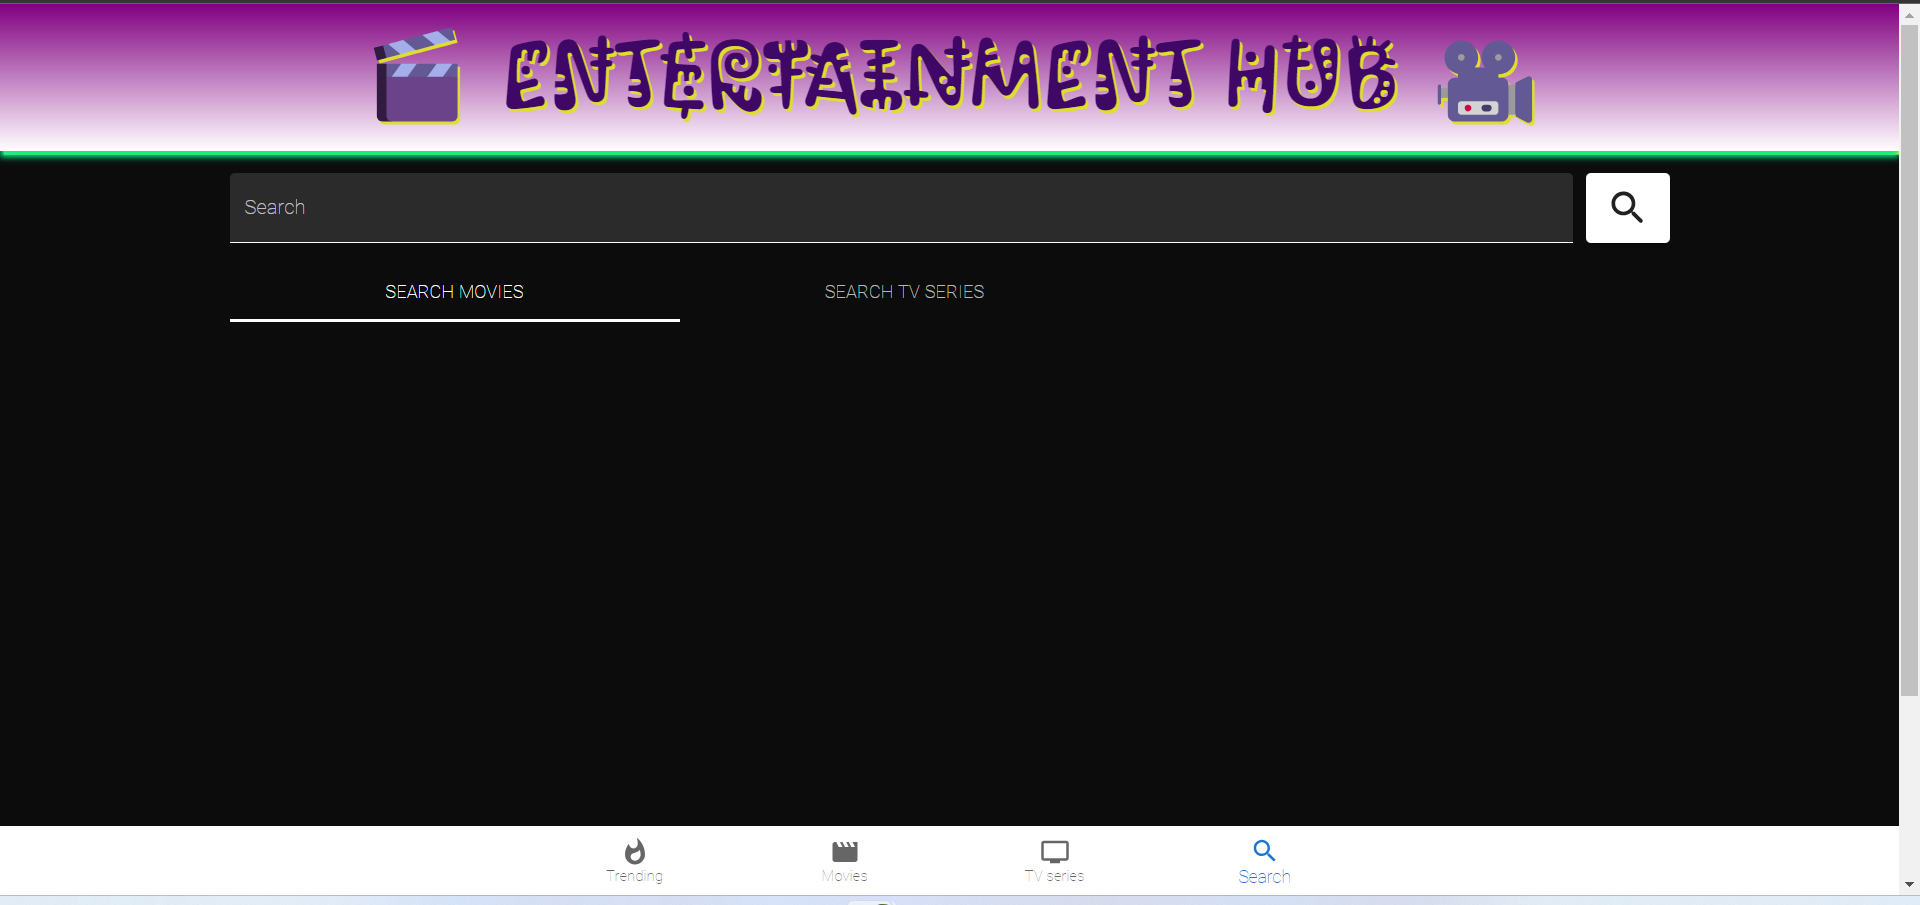 ENTERTAINMENT HUB
Search
SEARCH MOVIES
SEARCH TV SERIES
Trending
Movies
TV series
Search